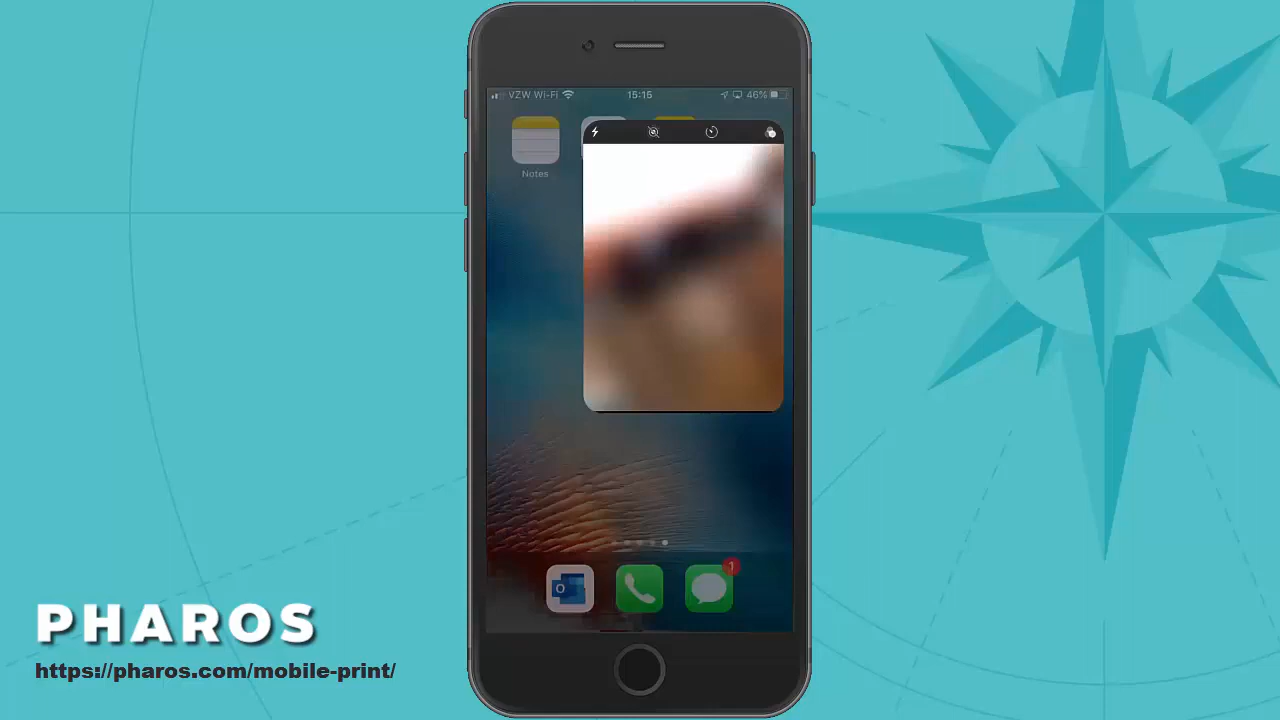 VZW Wi-Fi
15:15
46%
Notes
O
1
PHAROS
https://pharos.com/mobile-print/